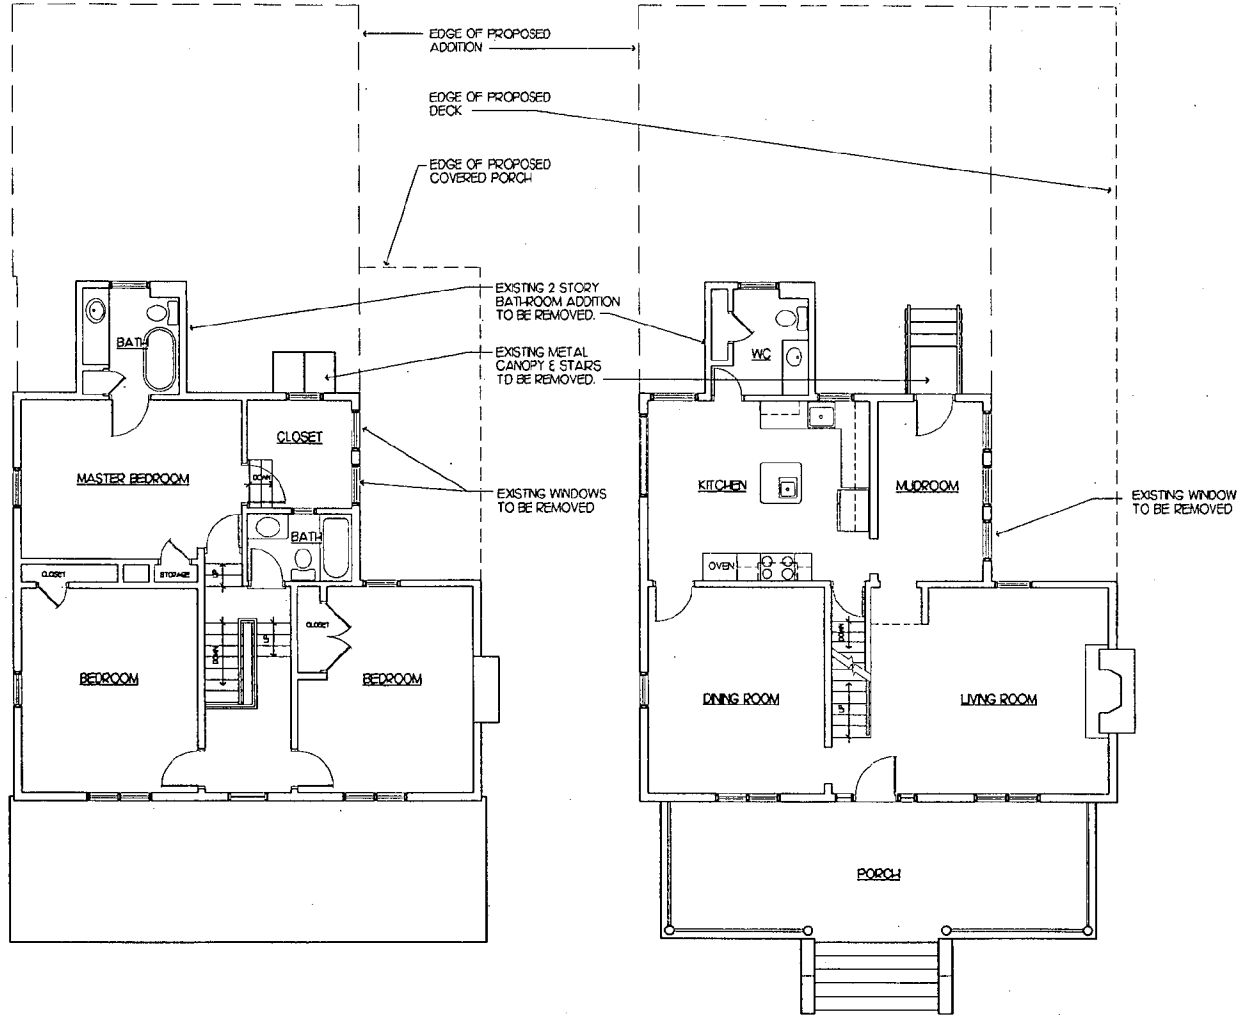 EDGE OF PROPOSED
ADDITION
EDGE OF PROPOSED
DECK
EDGE OF PROPOSED
COVERED PORCH
EXISTING 2 STORY
BATHROOM ADDITION
TO BE REMOVED.
EXISTING METAL
CANOPY & STAIRS
TO BE REMOVED.
EXISTING WINDOWS
TO BE REMOVED
EXISTING WINDOW
TO BE REMOVED
BATH
CLOSET
MASTER BEDROOM
DOWN
BATH
CLOSET
STORAGE
UP
CLOSET
UP
DOWN
BEDROOM
BEDROOM
WC
KITCHEN
MUDROOM
OVEN
DOWN
UP
DINING ROOM
LIVING ROOM
PORCH